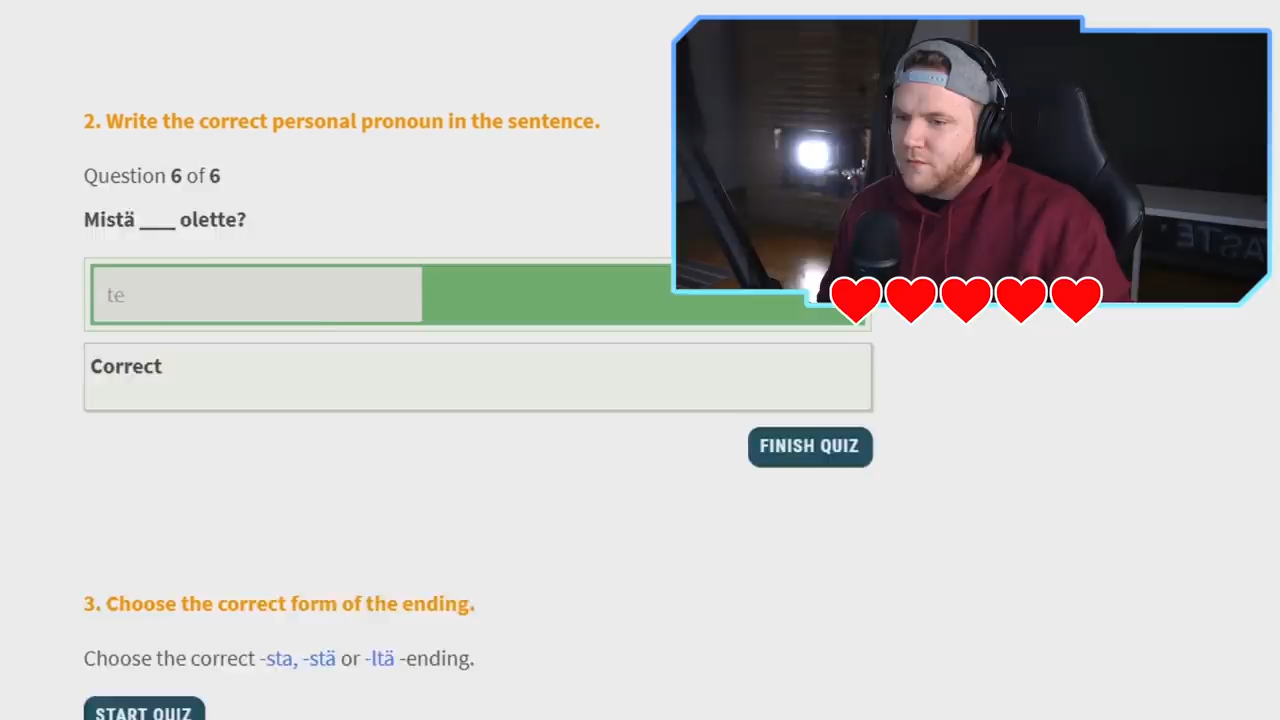 2. Write the correct personal pronoun in the sentence.
Question 6 of 6
Mistä ___ olette?
te
Correct
FINISH QUIZ
3. Choose the correct form of the ending.
Choose the correct -sta, -stä or -ltä -ending.
START QUIZ